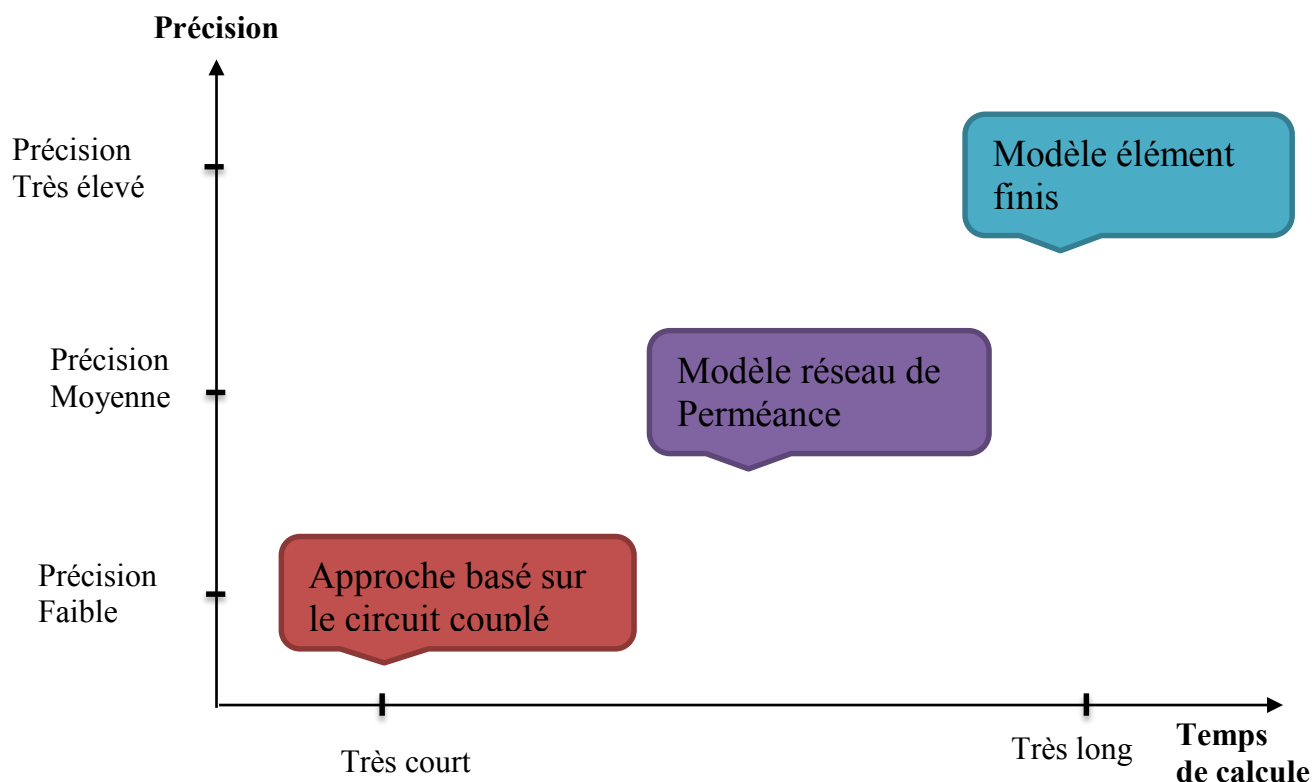 Précision
Précision
Très élevé
Modèle élément
finis
Précision
Moyenne
Modèle réseau de
Perméance
Précision
Faible
Approche basé sur
le circuit couplé
Très court
Très long
Temps
de calcule